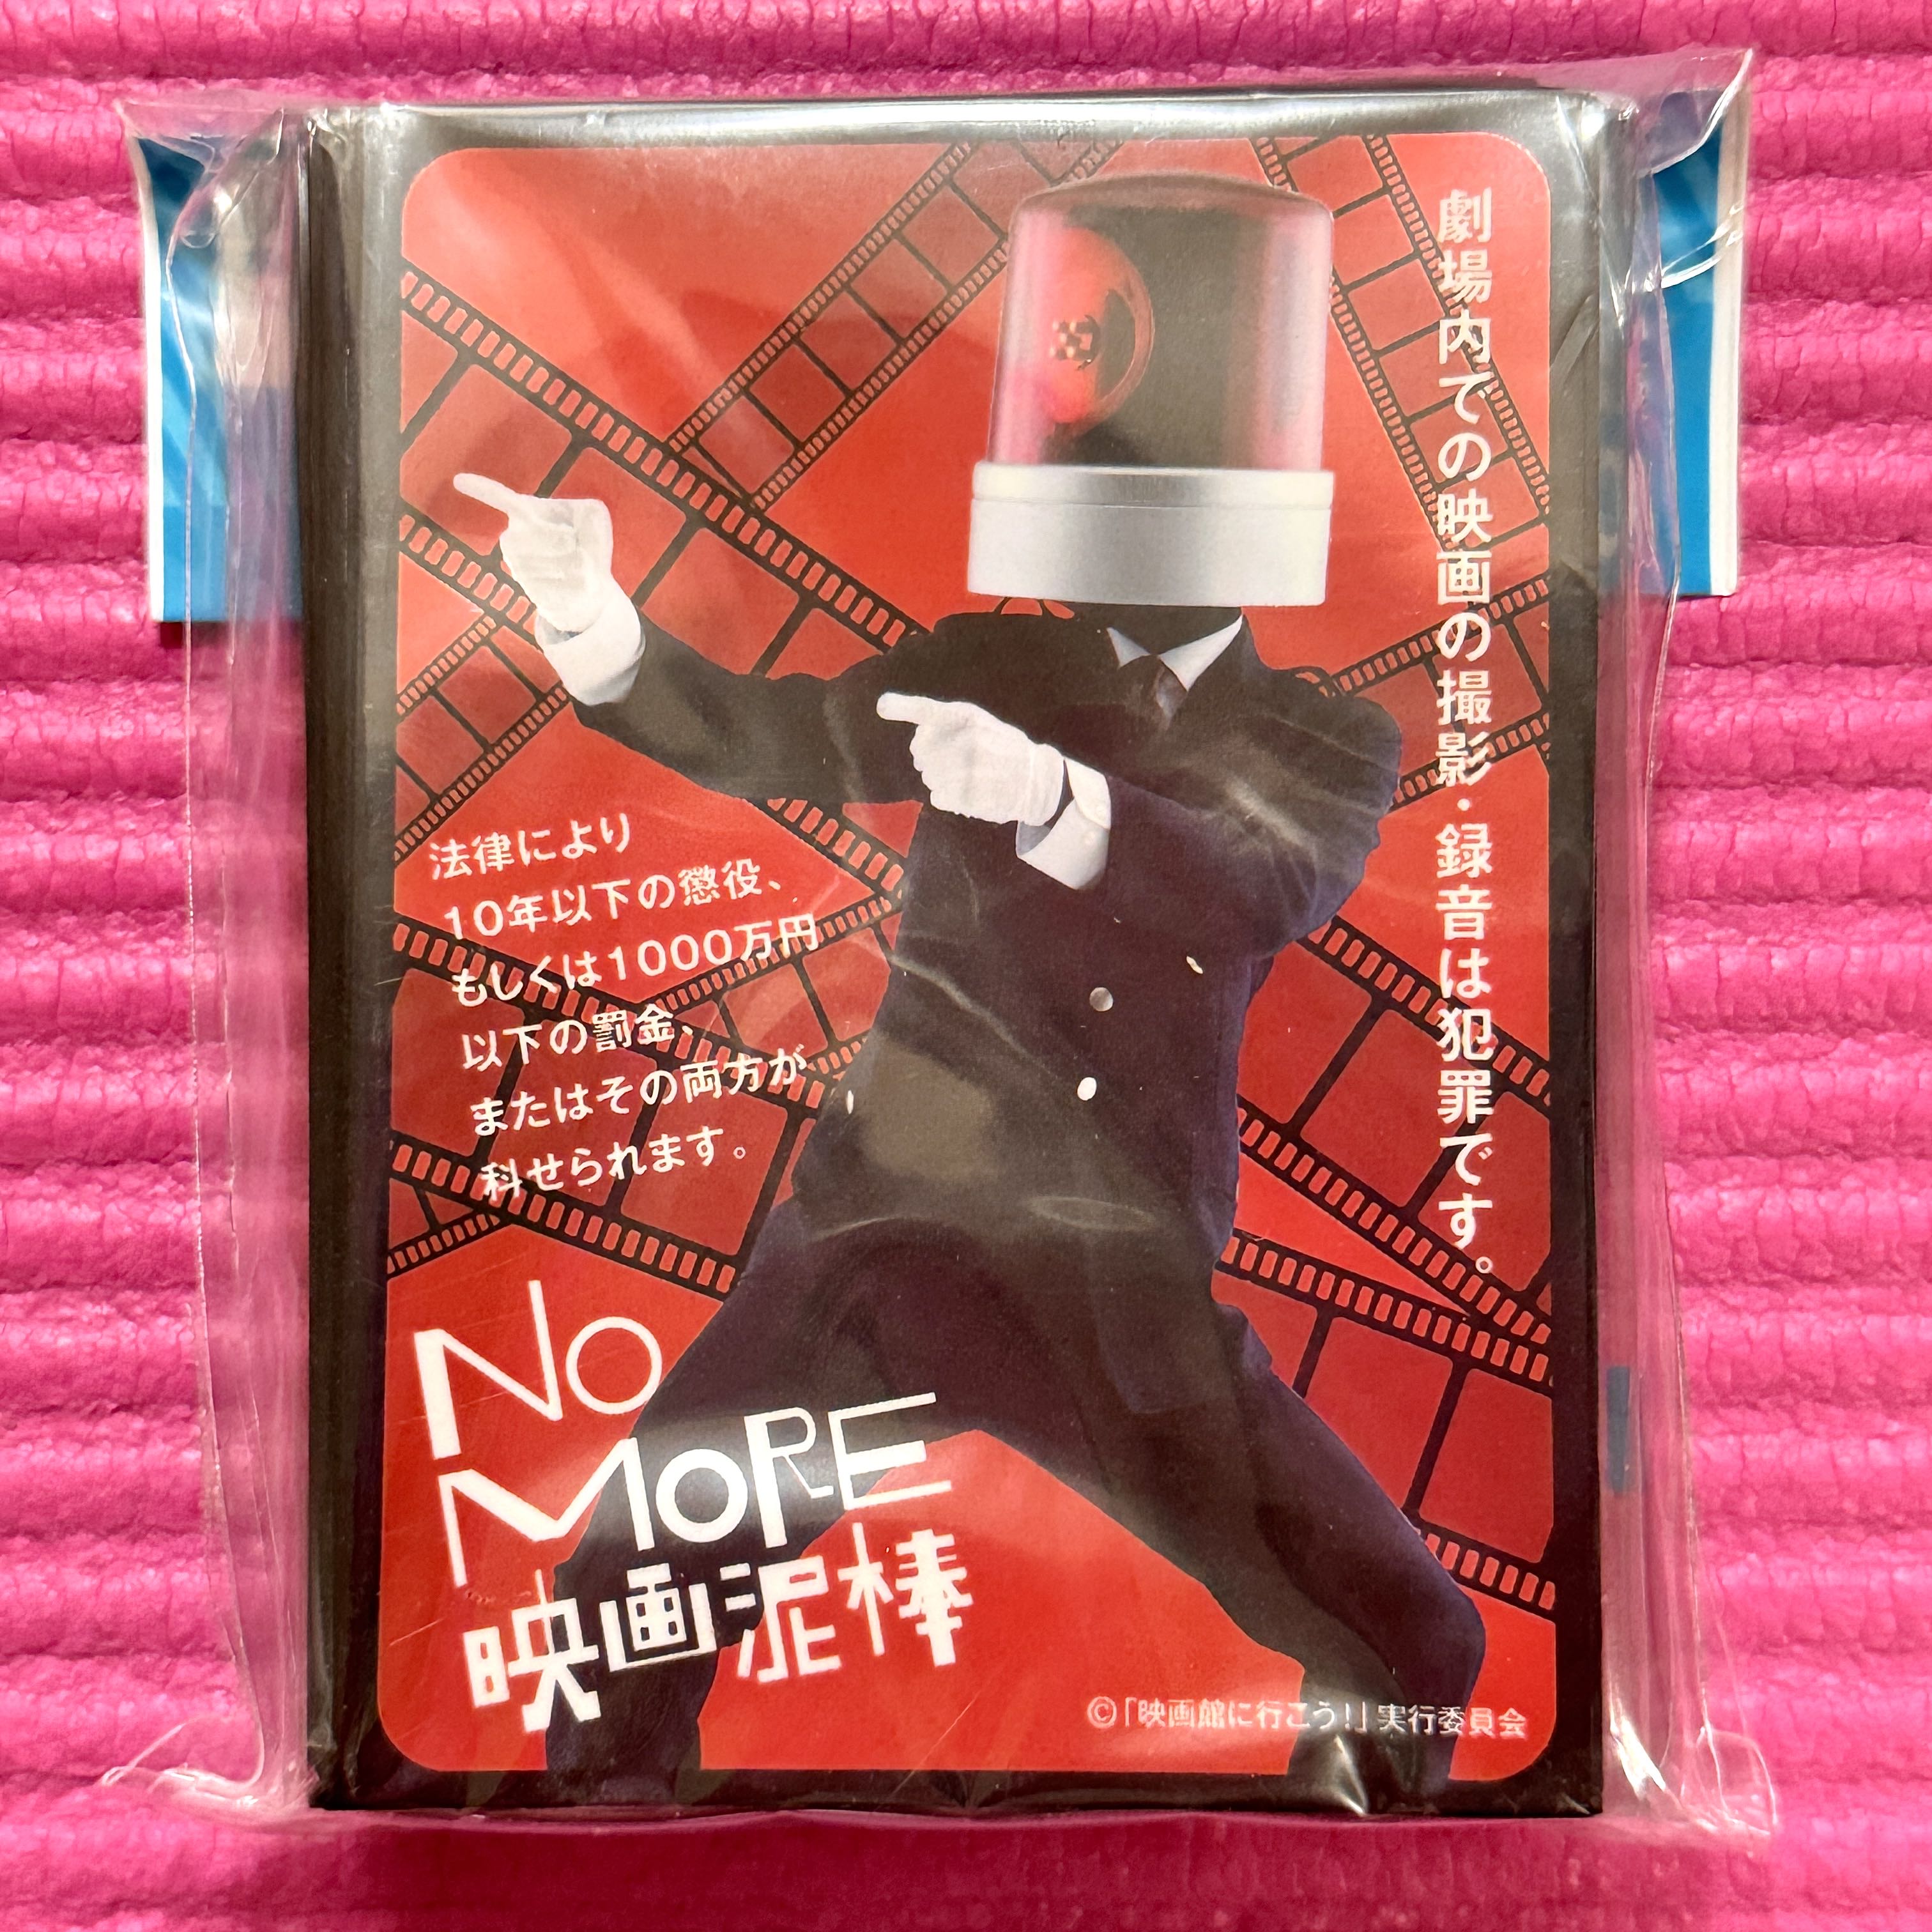 劇場内での映画の撮影・録音は犯罪です。
法律により
10年以下の懲役、
もしくは1000万円
以下の罰金、
またはその両方が
科せられます。
NO
MORE
映画泥棒
©「映画館に行こう！」実行委員会